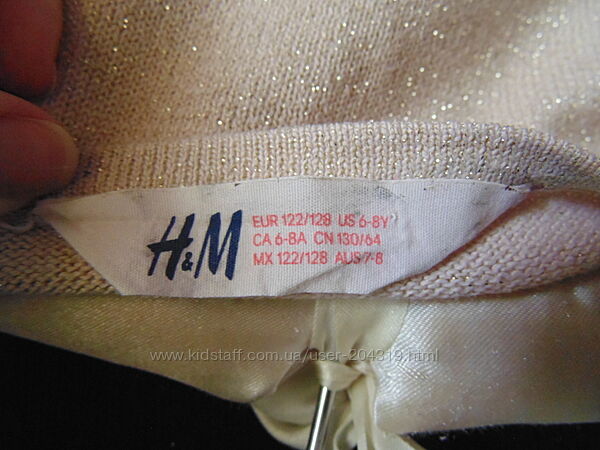 H&M
EUR 122/128 US 6-8Y
CA 6-8A CN 130/64
MX 122/128 AUS 7-8
www.kidstaff.com.ua/user-204319.html